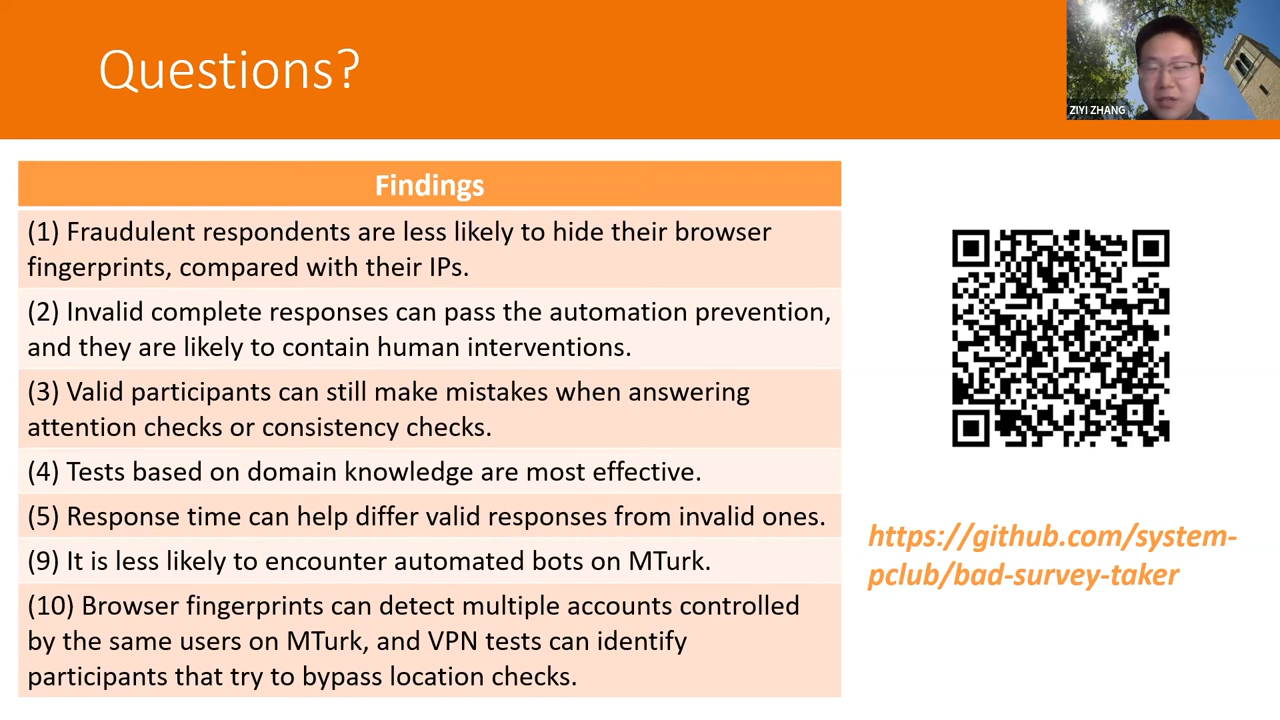 Questions?
ZIYI ZHANG
Findings
(1) Fraudulent respondents are less likely to hide their browser
fingerprints, compared with their IPs.
(2) Invalid complete responses can pass the automation prevention,
and they are likely to contain human interventions.
(3) Valid participants can still make mistakes when answering
attention checks or consistency checks.
(4) Tests based on domain knowledge are most effective.
(5) Response time can help differ valid responses from invalid ones.
(9) It is less likely to encounter automated bots on MTurk.
(10) Browser fingerprints can detect multiple accounts controlled
by the same users on MTurk, and VPN tests can identify
participants that try to bypass location checks.
https://github.com/system-
pclub/bad-survey-taker